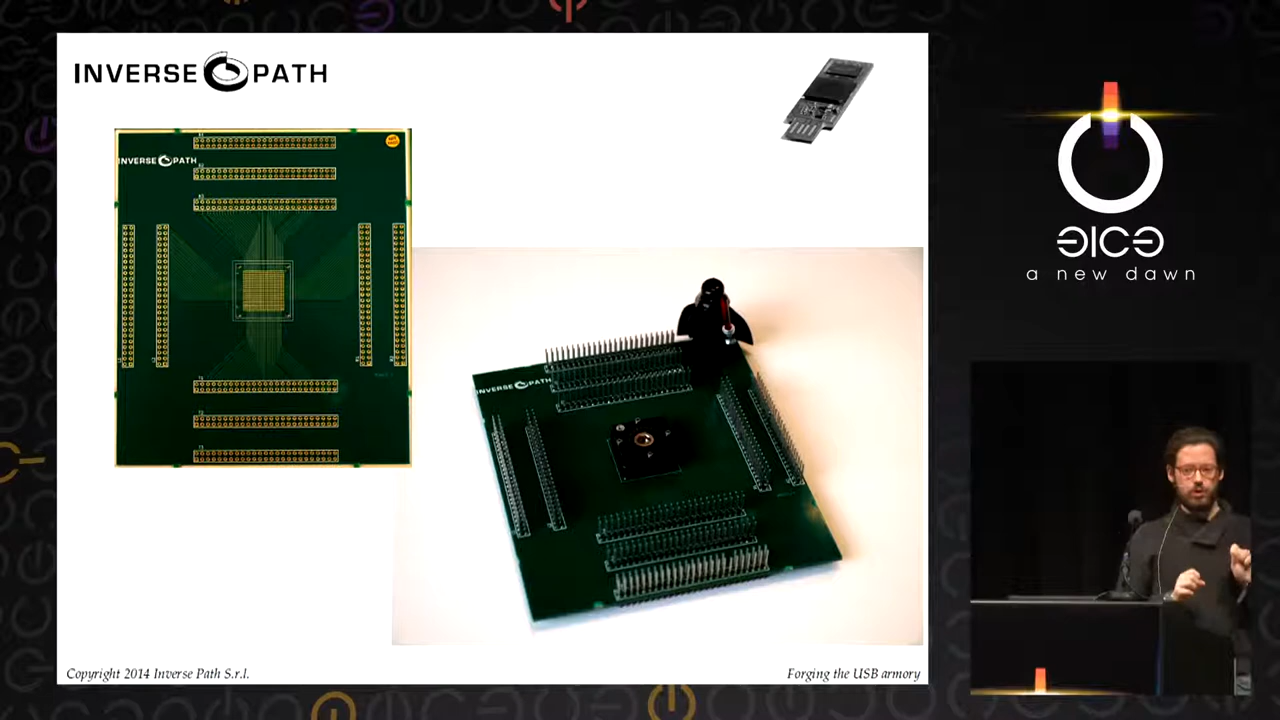 INVERSE PATH
INVERSE PATH
INVERSE PATH
Copyright 2014 Inverse Path S.r.l.
Forging the USB armory
a new dawn